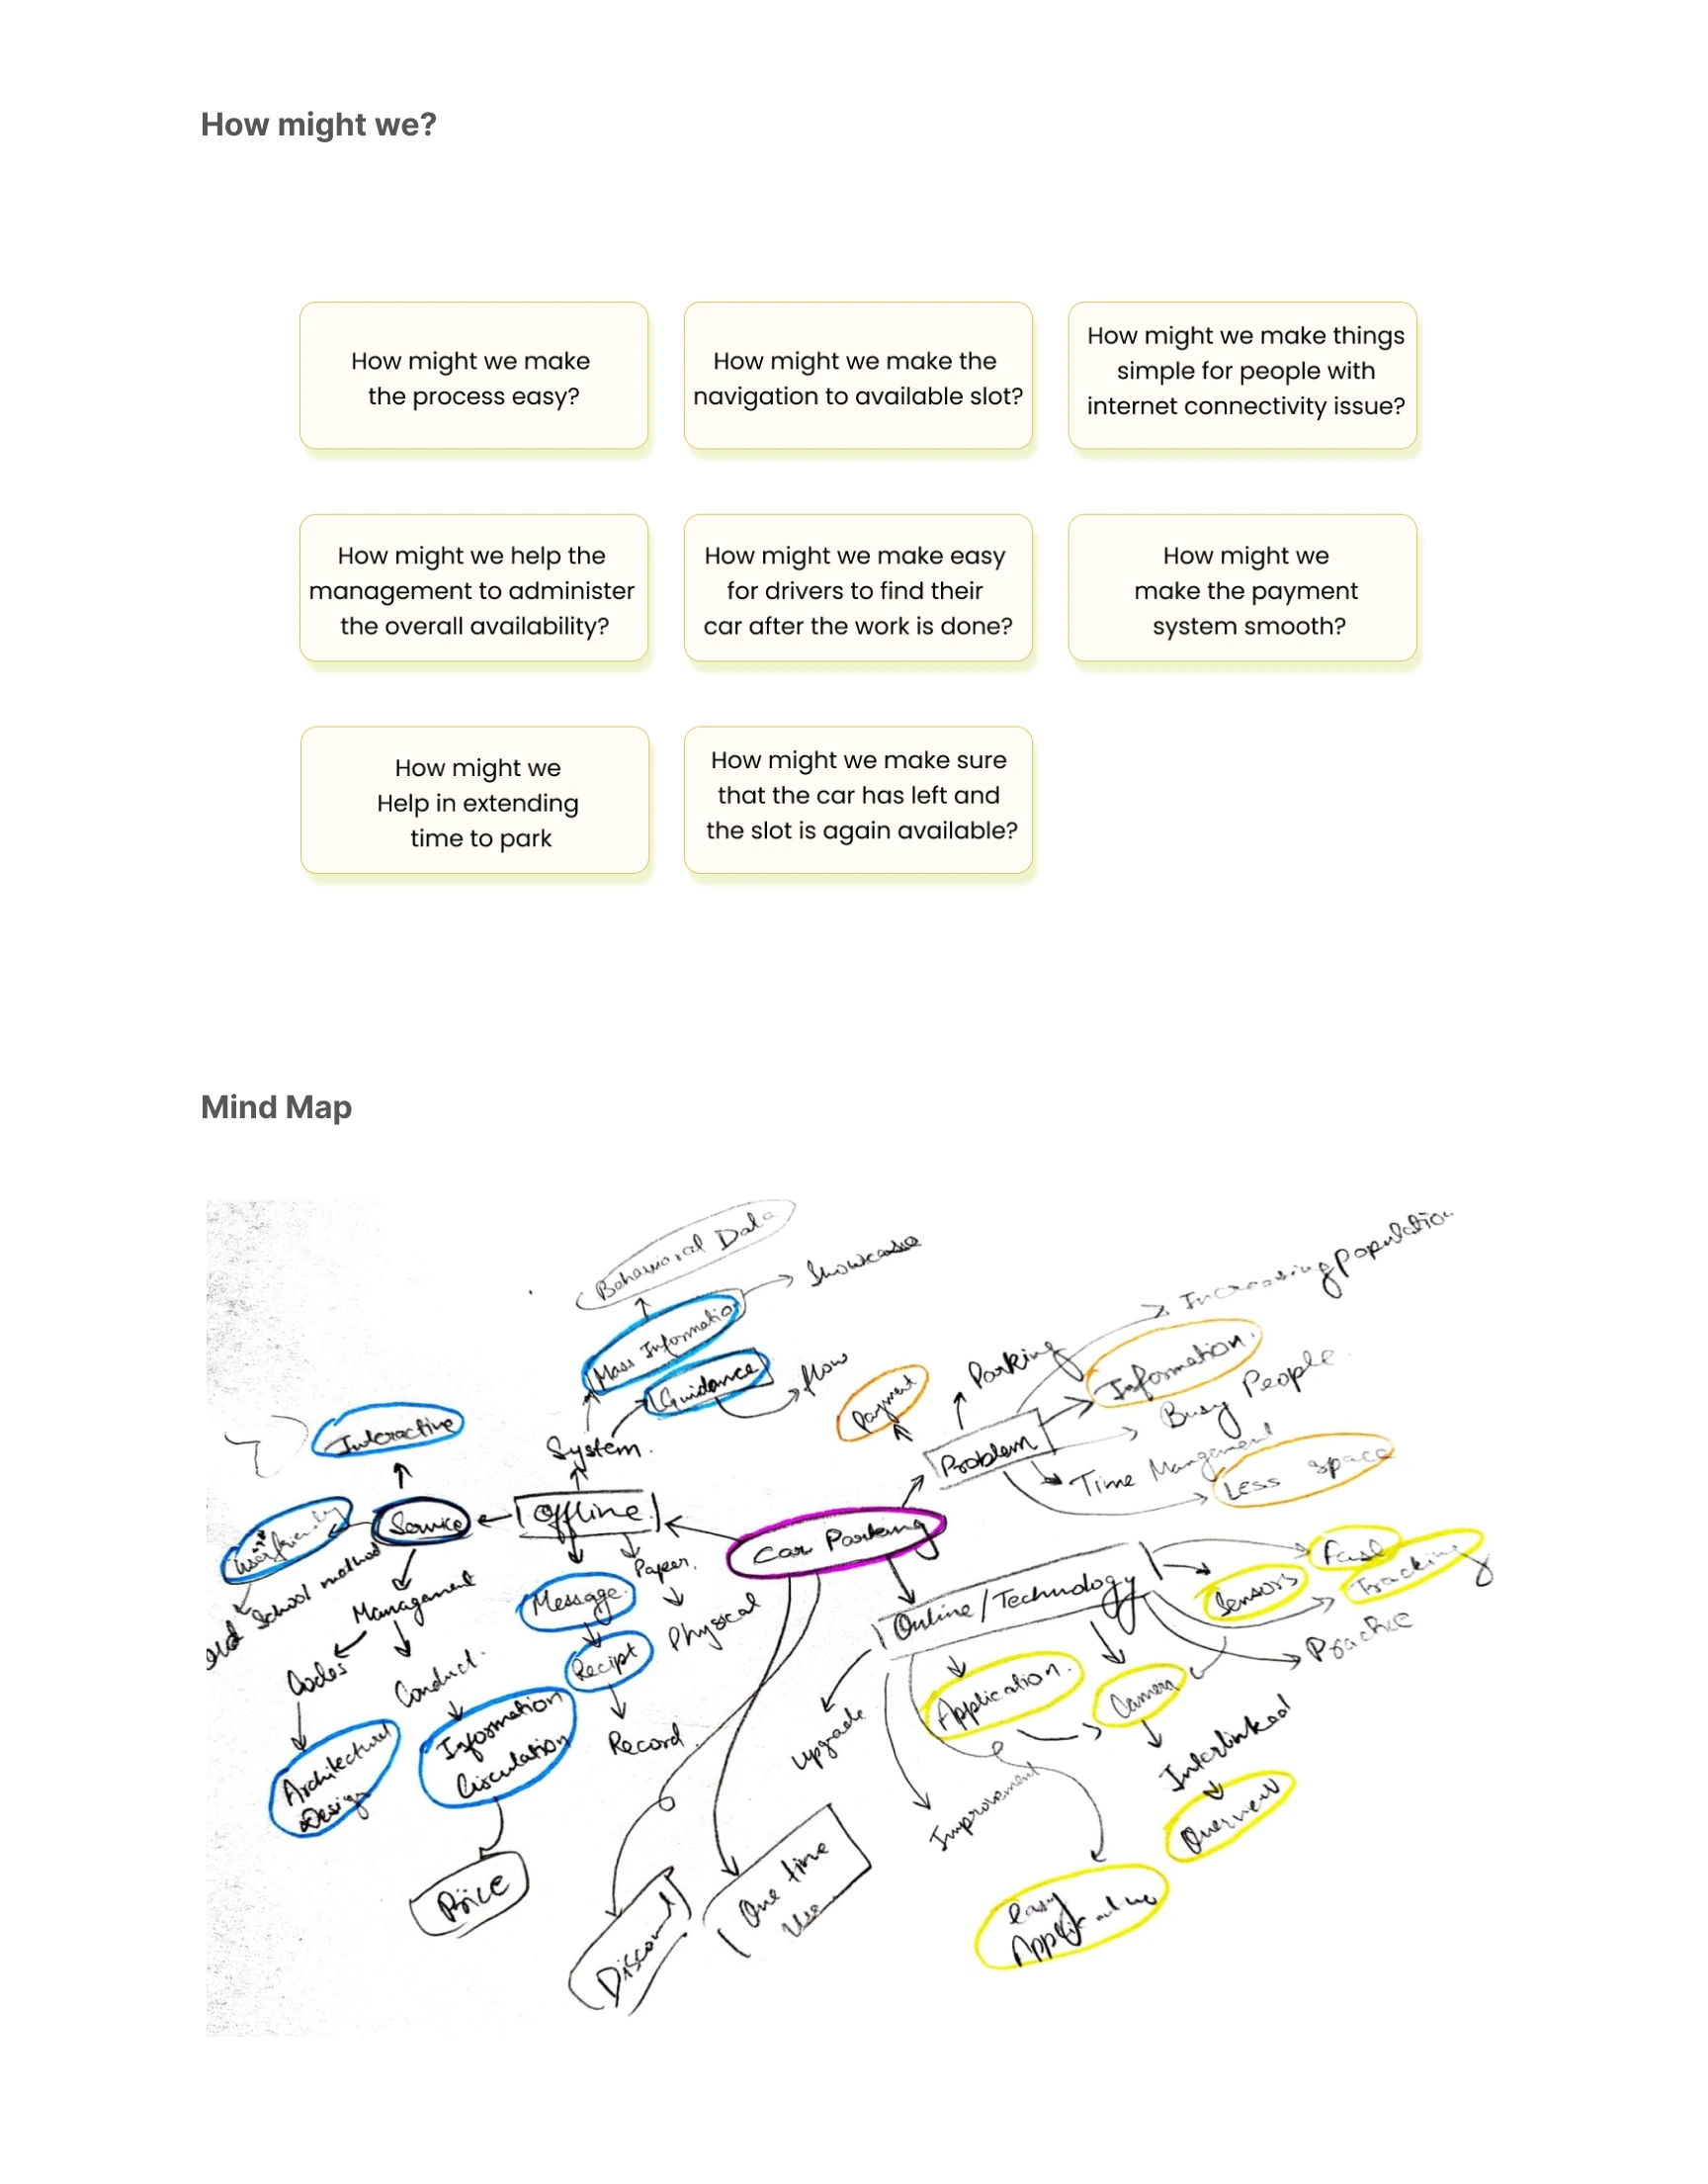 How might we?
How might we make
the process easy?
How might we make the
navigation to available slot?
How might we make things
simple for people with
internet connectivity issue?
How might we help the
management to administer
the overall availability?
How might we make easy
for drivers to find their
car after the work is done?
How might we
make the payment
system smooth?
How might we
Help in extending
time to park
How might we make sure
that the car has left and
the slot is again available?
Mind Map
Behavioral Data
Showcase
Mass Information
Guidance
flow
System.
Interactive
Service
Offline
Userfriendly
old School method
Management
Codes
Conduct.
Architectural
Design
Information
Circulation
Price
Message.
Recipt
Record.
Paper.
Physical
Car Parking
Discount
One time
Use
Payment
Parking
Problem
Increasing Population
Information.
Busy People.
Time Mangement
Less space
Online/Technology
Fast
Sensors
Tracking
Practice
Camera
Application.
Upgrade
Improvement
Interlinked
Overview
easy